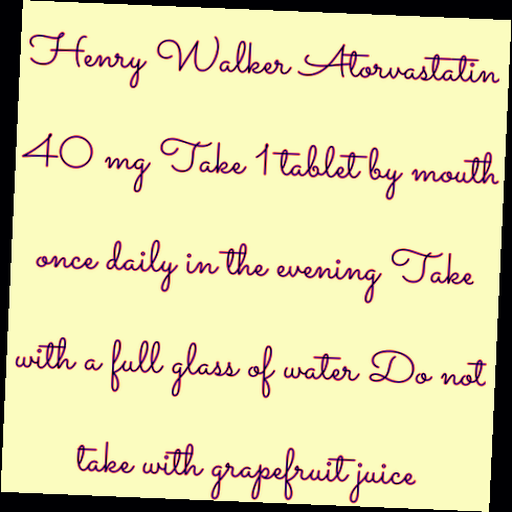 Henry Walker Atorvastatin
40 mg Take 1 tablet by mouth
once daily in the evening Take
with a full glass of water Do not
take with grapefruit juice